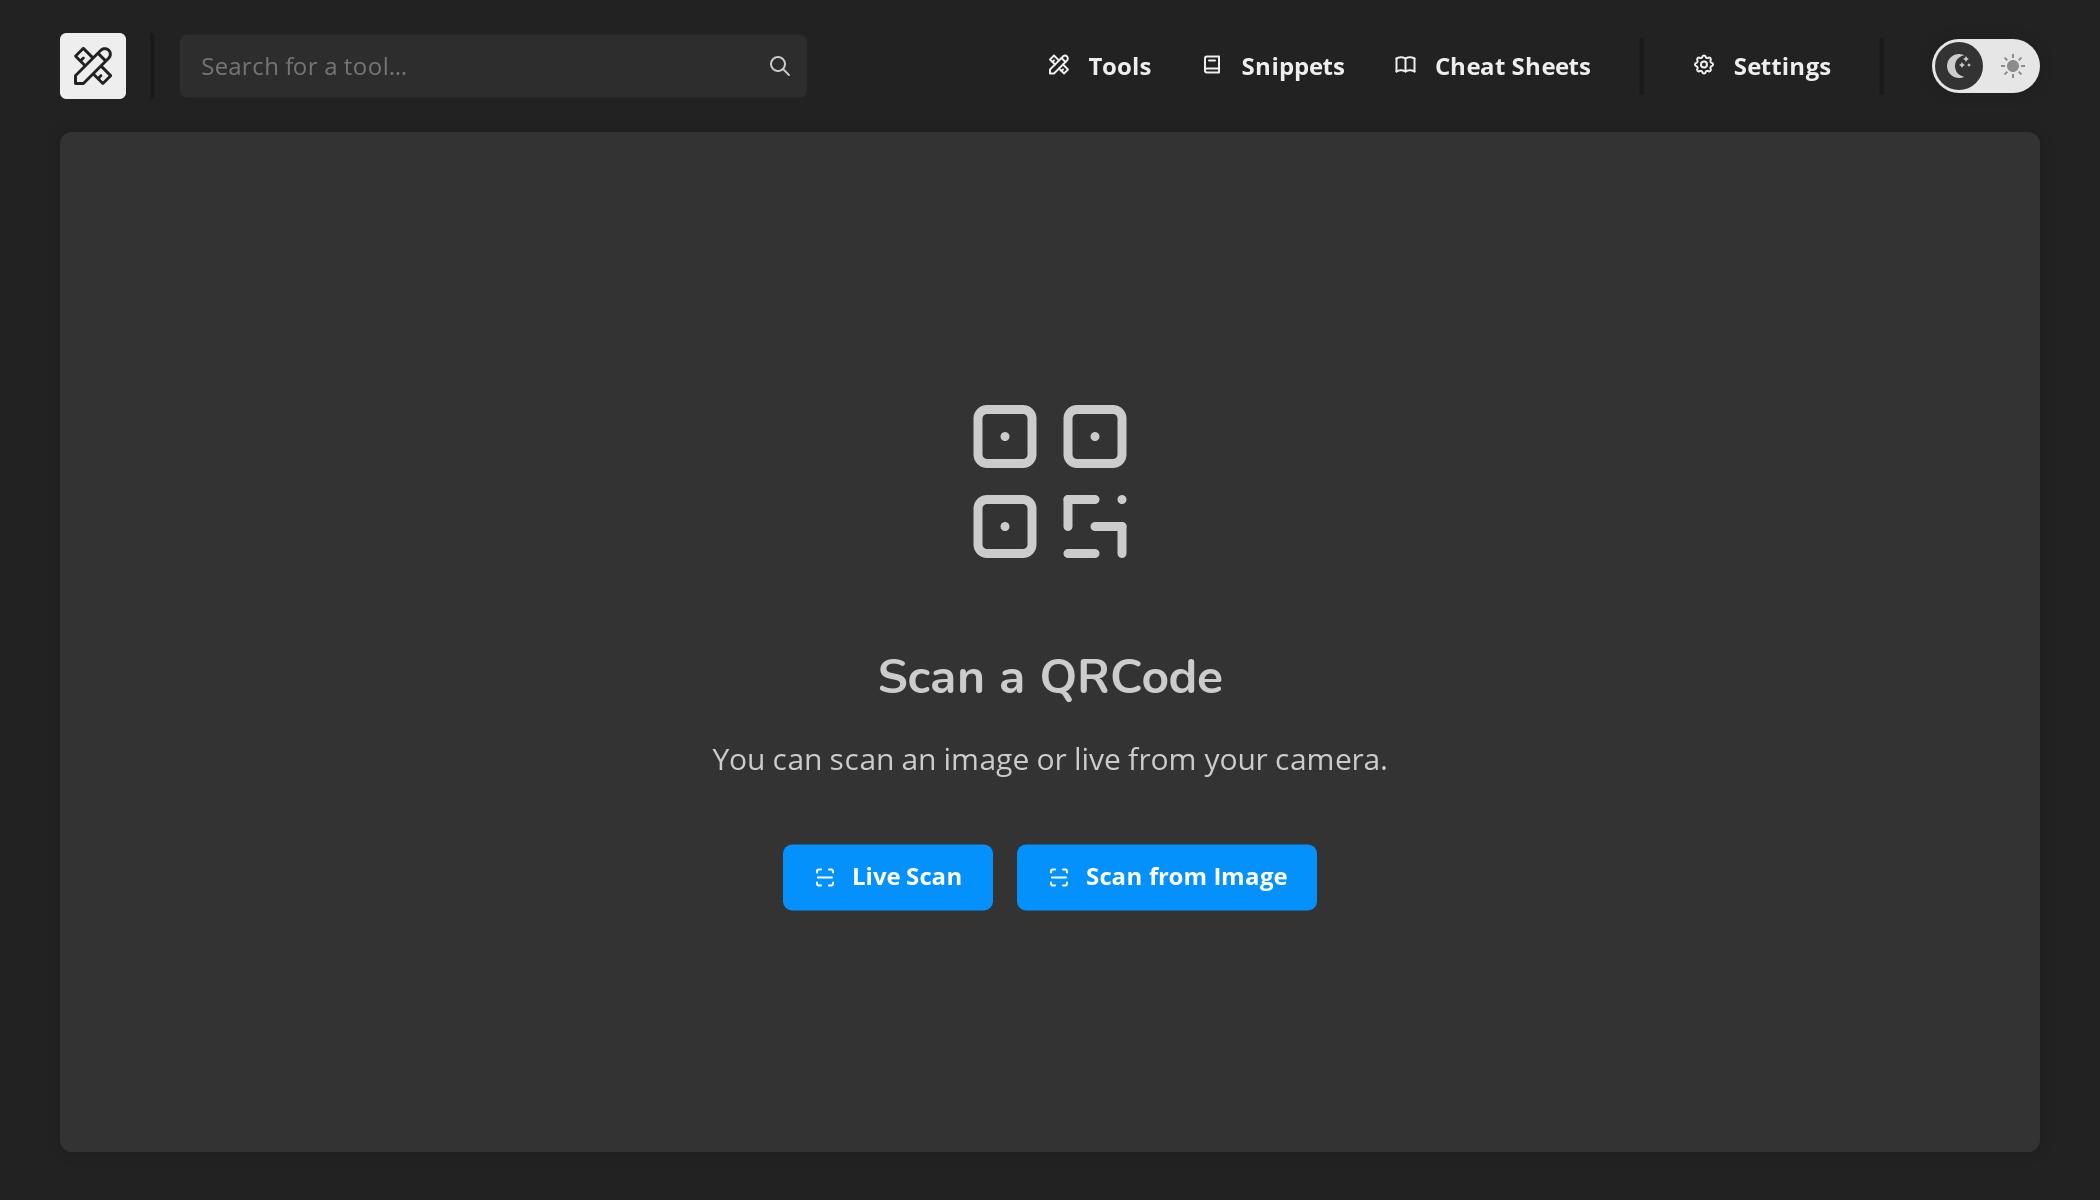 Search for a tool...
Tools
Snippets
Cheat Sheets
Settings
Scan a QRCode
You can scan an image or live from your camera.
Live Scan
Scan from Image